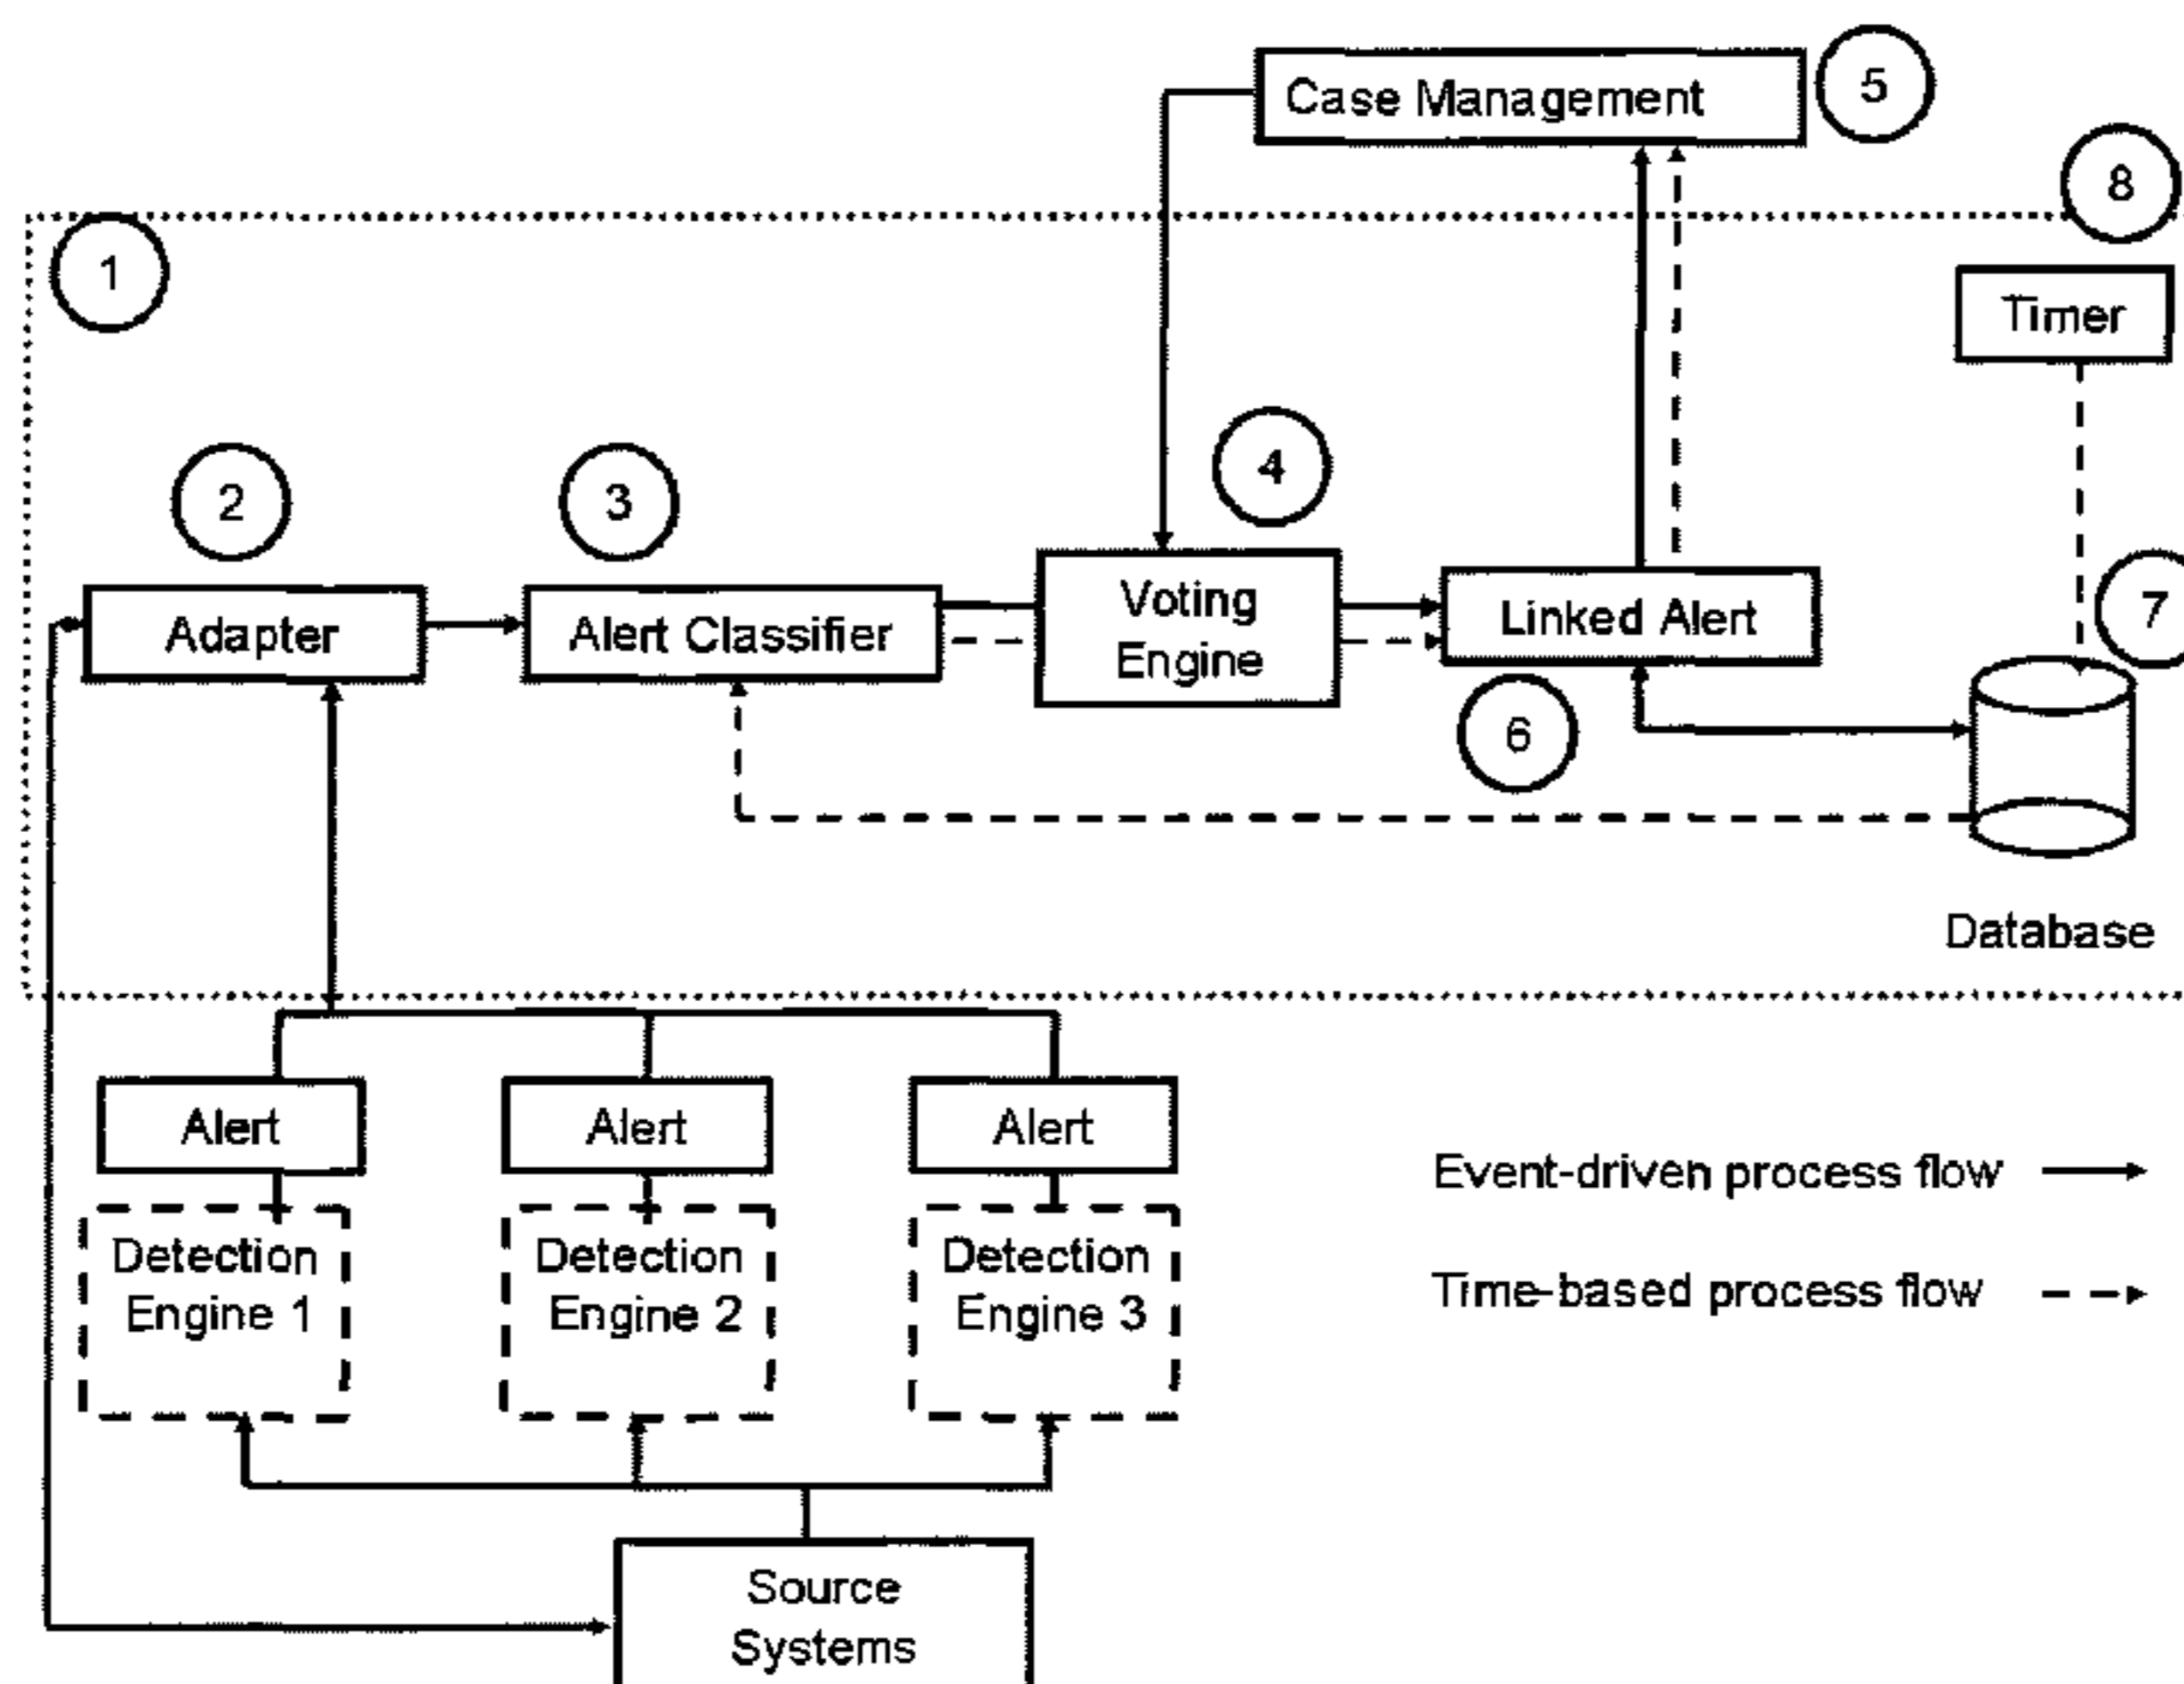 Case Management
5
8
1
Timer
4
2
3
7
Voting
Engine
Adapter
Alert Classifier
Linked Alert
6
Database
Alert
Alert
Alert
Event-driven process flow
Detection
Engine 1
Detection
Engine 2
Detection
Engine 3
Time-based process flow
Source
Systems